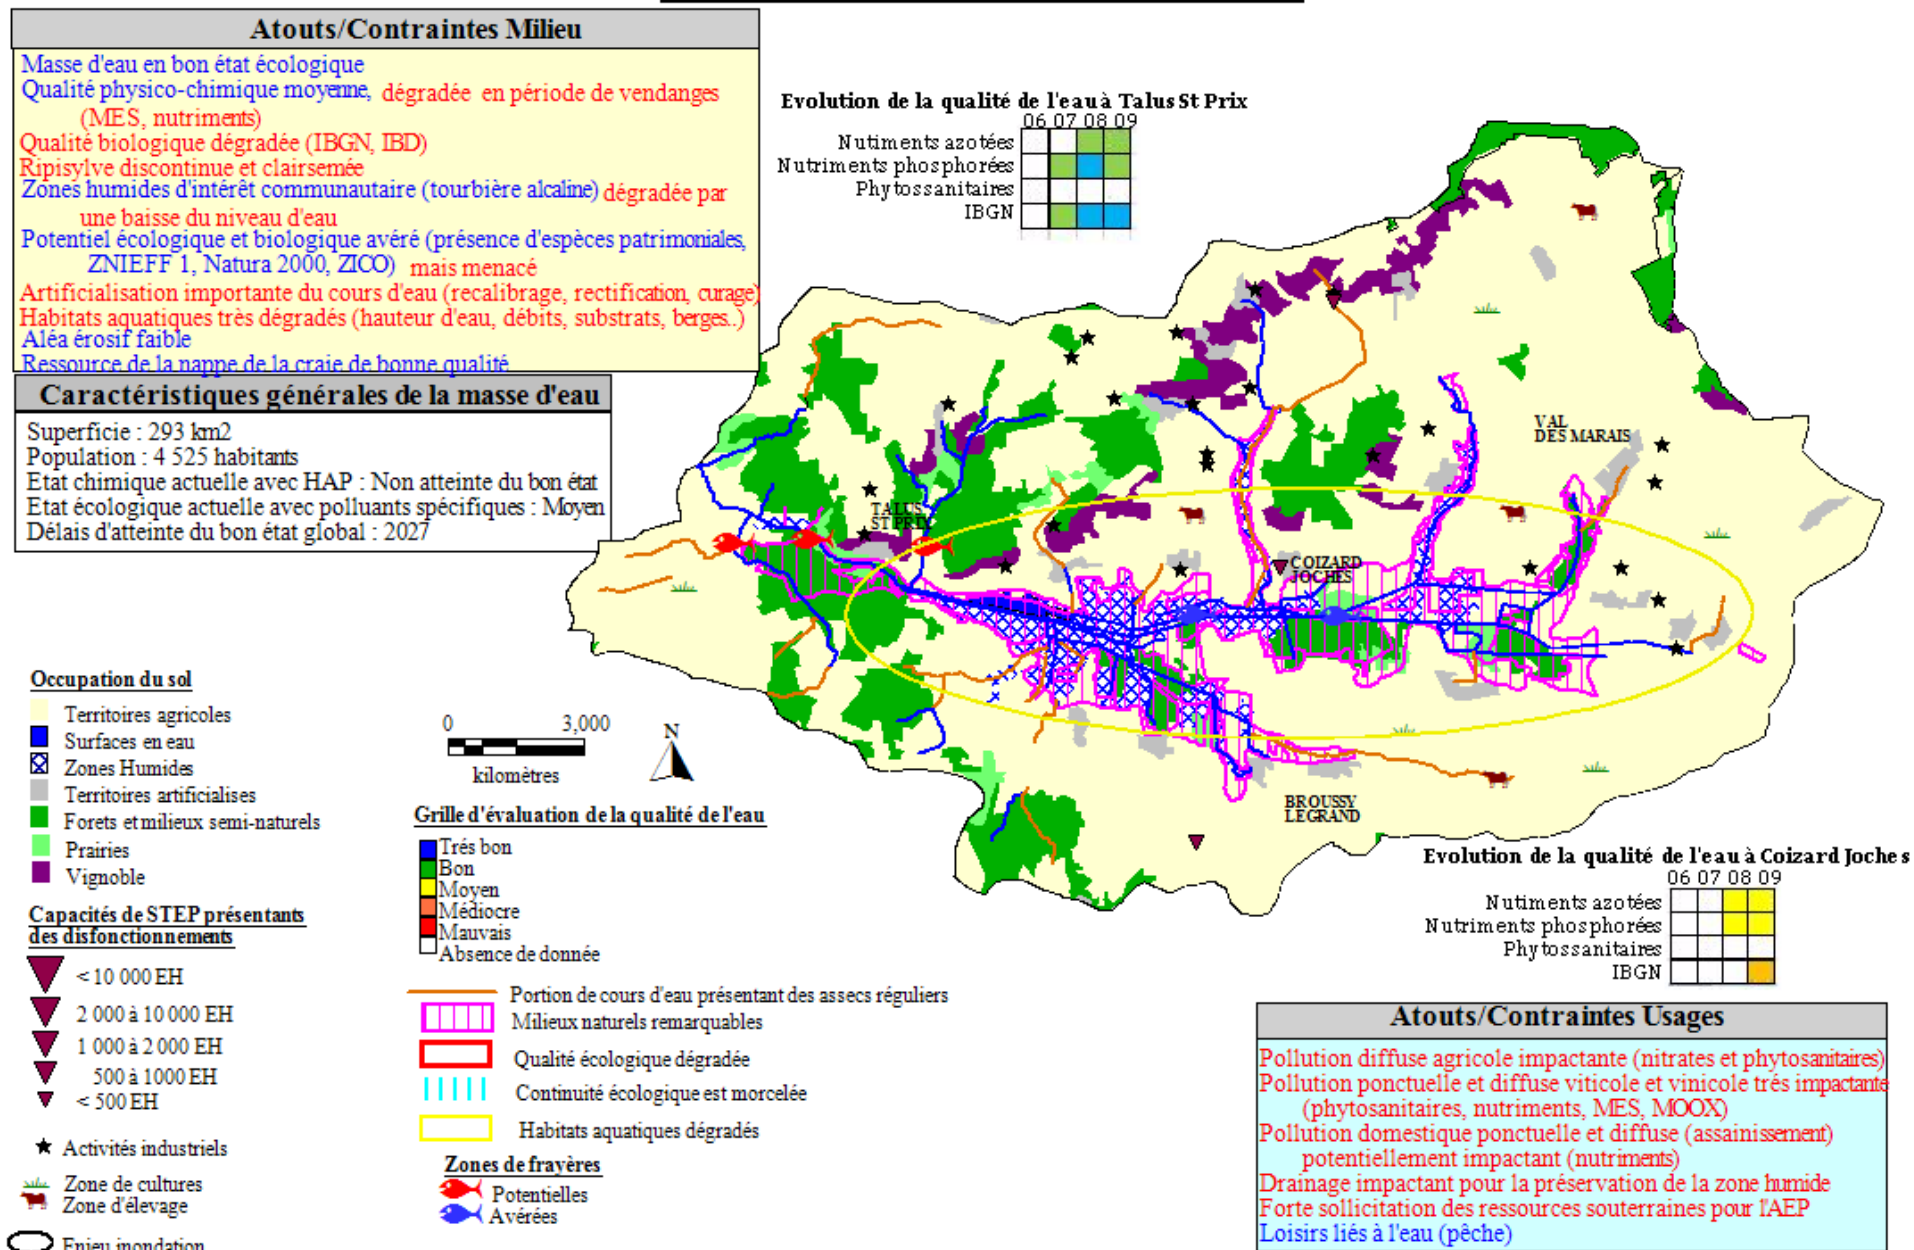 Atouts/Contraintes Milieu
Masse d'eau en bon état écologique
Qualité physico-chimique moyenne, dégradée en période de vendanges
(MES, nutriments)
Qualité biologique dégradée (IBGN, IBD)
Ripisylve discontinue et clairsemée
Zones humides d'intérêt communautaire (tourbière alcaline) dégradée par
une baisse du niveau d'eau
Potentiel écologique et biologique avéré (présence d'espèces patrimoniales,
ZNIEFF 1, Natura 2000, ZICO) mais menacé
Artificialisation importante du cours d'eau (recalibrage, rectification, curage)
Habitats aquatiques très dégradés (hauteur d'eau, débits, substrats, berges..)
Aléa érosif faible
Ressource de la nappe de la craie de bonne qualité
Caractéristiques générales de la masse d'eau
Superficie : 293 km2
Population : 4 525 habitants
Etat chimique actuelle avec HAP : Non atteinte du bon état
Etat écologique actuelle avec polluants spécifiques : Moyen
Délais d'atteinte du bon état global : 2027
Evolution de la qualité de l'eau à Talus St Prix
06 07 08 09
Nutiments azotées
Nutriments phosphorées
Phytossanitaires
IBGN
VAL
DES MARAIS
TALUS
ST PRIX
COIZARD
JOCHES
BROUSSY
LEGRAND
Occupation du sol
Territoires agricoles
Surfaces en eau
Zones Humides
Territoires artificialises
Forets et milieux semi-naturels
Prairies
Vignoble
Capacités de STEP présentants
des disfonctionnements
< 10 000 EH
2 000 à 10 000 EH
1 000 à 2 000 EH
500 à 1000 EH
< 500 EH
Activités industriels
Zone de cultures
Zone d'élevage
Enjeu inondation
0 3,000
kilomètres
N
Grille d'évaluation de la qualité de l'eau
Trés bon
Bon
Moyen
Médiocre
Mauvais
Absence de donnée
Portion de cours d'eau présentant des assecs réguliers
Milieux naturels remarquables
Qualité écologique dégradée
Continuité écologique est morcelée
Habitats aquatiques dégradés
Zones de frayères
Potentielles
Avérées
Evolution de la qualité de l'eau à Coizard Joches
06 07 08 09
Nutiments azotées
Nutriments phosphorées
Phytossanitaires
IBGN
Atouts/Contraintes Usages
Pollution diffuse agricole impactante (nitrates et phytosanitaires)
Pollution ponctuelle et diffuse viticole et vinicole trés impactante
(phytosanitaires, nutriments, MES, MOOX)
Pollution domestique ponctuelle et diffuse (assainissement)
potentiellement impactant (nutriments)
Drainage impactant pour la préservation de la zone humide
Forte sollicitation des ressources souterraines pour l'AEP
Loisirs liés à l'eau (pêche)